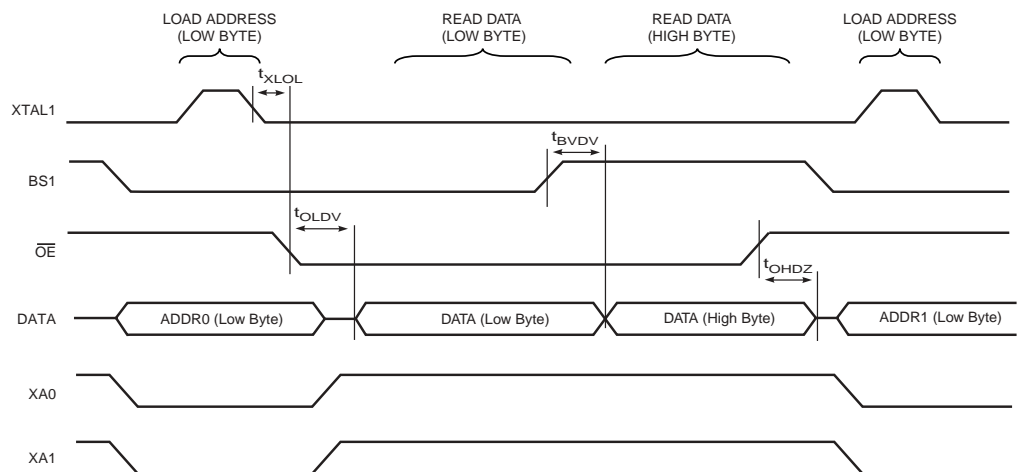 LOAD ADDRESS
(LOW BYTE)
READ DATA
(LOW BYTE)
READ DATA
(HIGH BYTE)
LOAD ADDRESS
(LOW BYTE)
tXLOL
XTAL1
tBVDV
BS1
tOLDV
OE
tOHDZ
DATA
ADDR0 (Low Byte)
DATA (Low Byte)
DATA (High Byte)
ADDR1 (Low Byte)
XA0
XA1